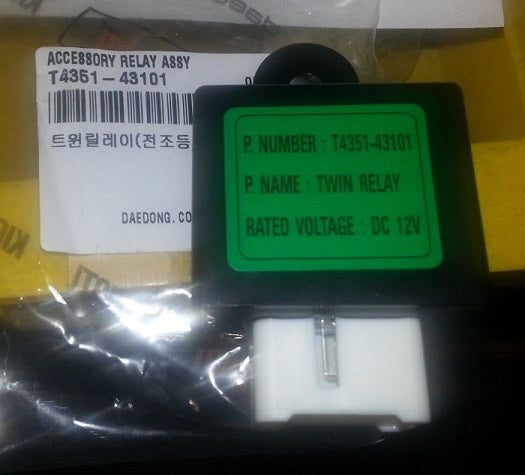 ACCESSORY RELAY ASSY
T4351-43101
트윈릴레이(전조등
DAEDONG. CO
P. NUMBER : T4351-43101
P. NAME : TWIN RELAY
RATED VOLTAGE : DC 12V